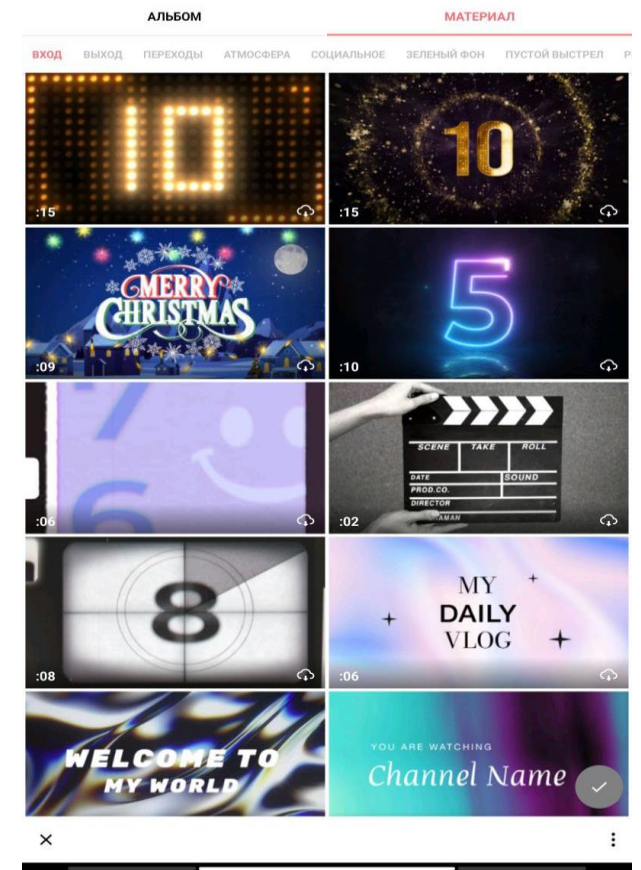 АЛЬБОМ МАТЕРИАЛ
ВХОД ВЫХОД ПЕРЕХОДЫ АТМОСФЕРА СОЦИАЛЬНОЕ ЗЕЛЕНЫЙ ФОН ПУСТОЙ ВЫСТРЕЛ
10
:15
10
:15
MERRY
CHRISTMAS
:09
5
:10
7
6
:06
SCENE TAKE ROLL
DATE SOUND
PROD.CO.
DIRECTOR
:02
8
:08
MY
DAILY
VLOG
:06
WELCOME TO
MY WORLD
YOU ARE WATCHING
Channel Name